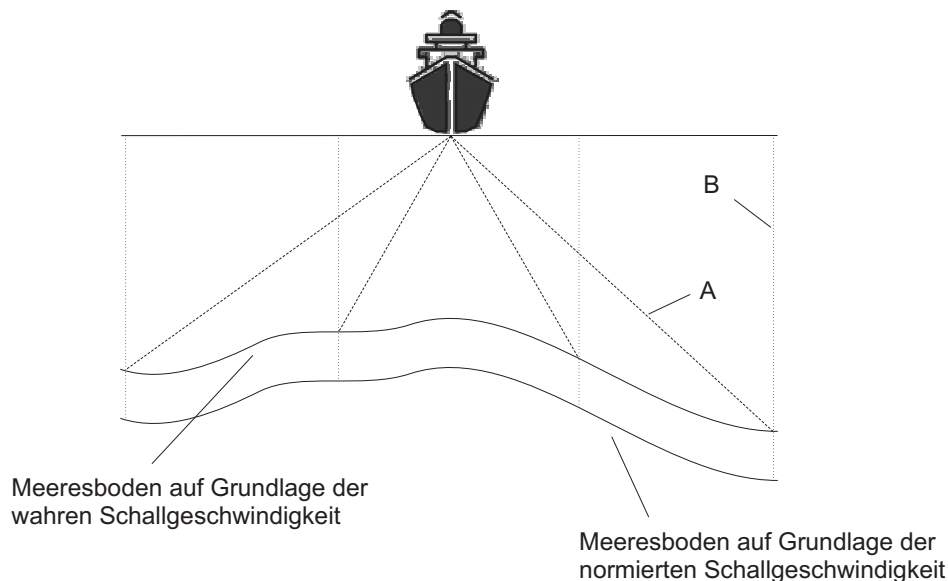 B
A
Meeresboden auf Grundlage der
wahren Schallgeschwindigkeit
Meeresboden auf Grundlage der
normierten Schallgeschwindigkeit